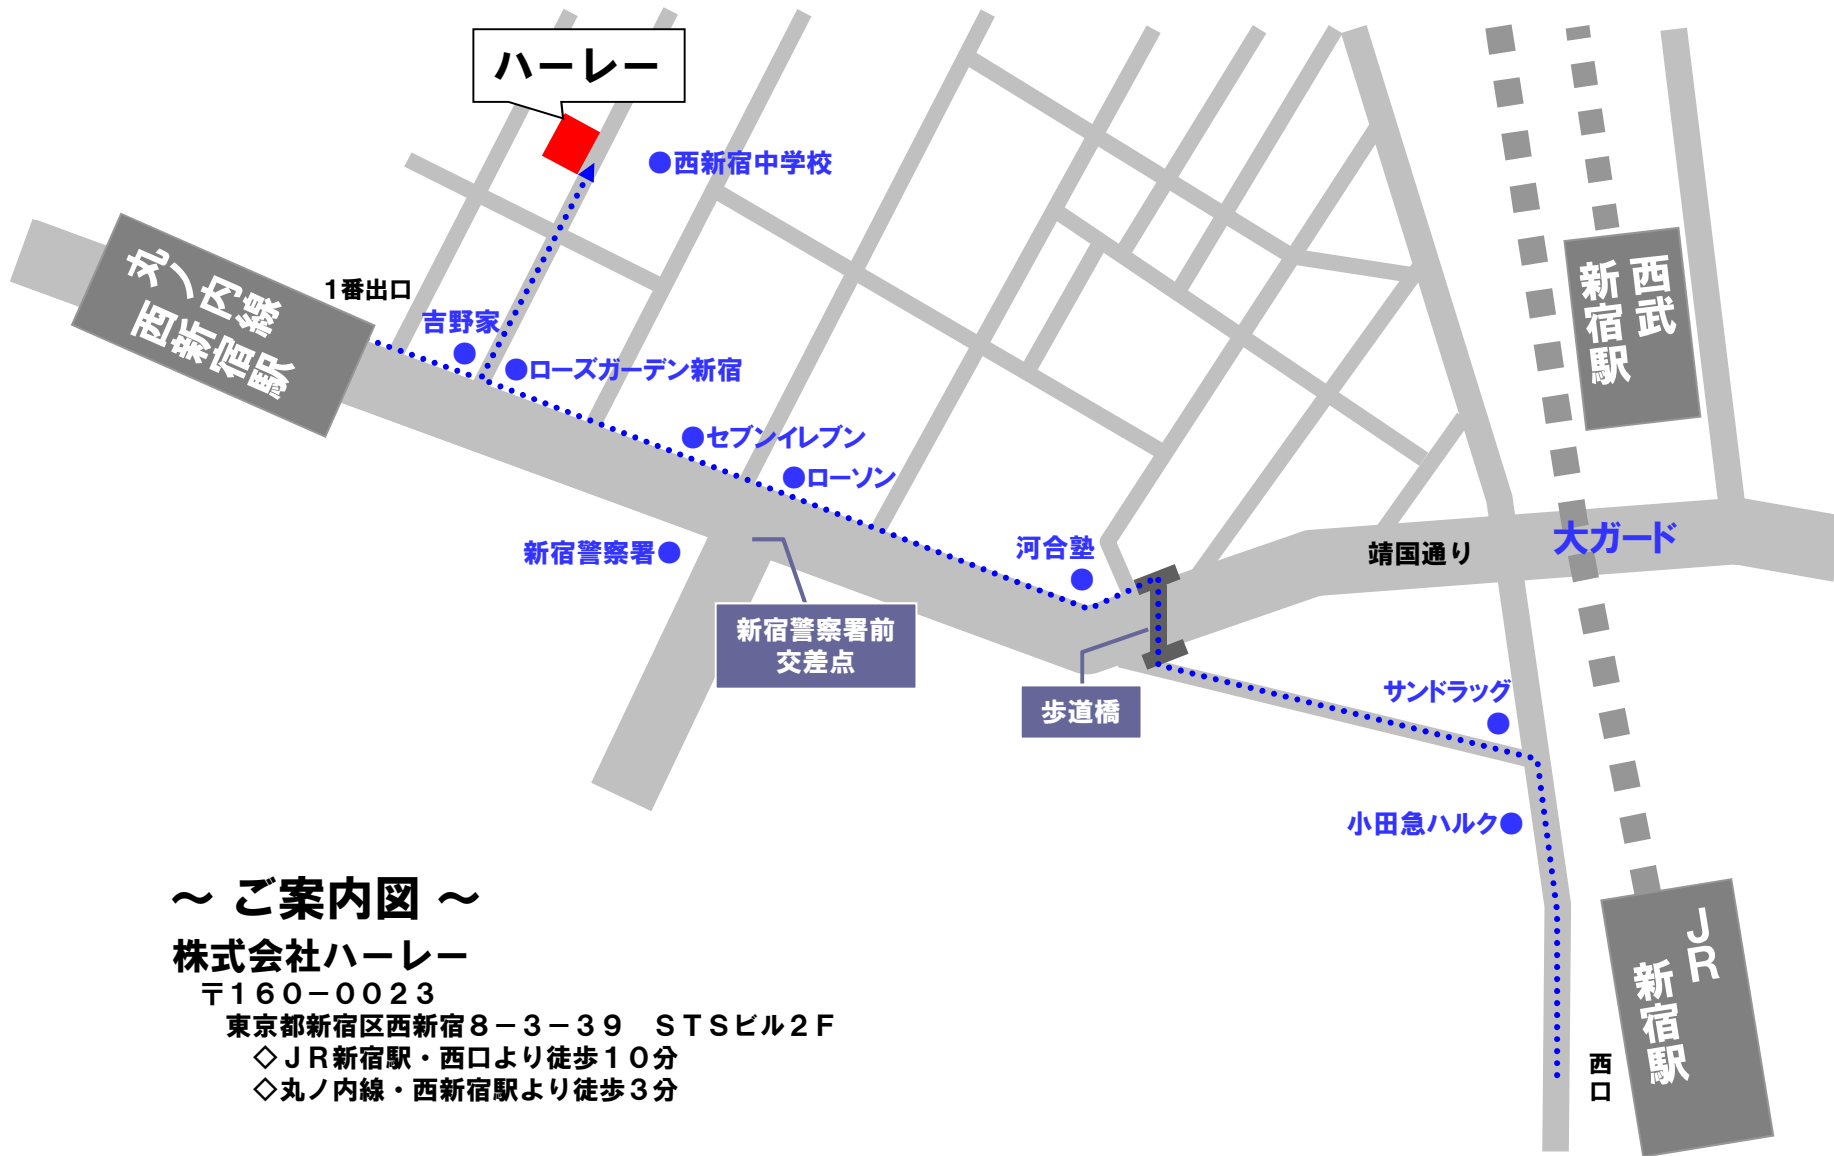 ハーレー
西新宿中学校
丸ノ内線
西新宿駅
1番出口
吉野家
ローズガーデン新宿
セブンイレブン
ローソン
新宿警察署
新宿警察署前
交差点
河合塾
歩道橋
靖国通り
大ガード
西武
新宿駅
サンドラッグ
小田急ハルク
JR
新宿駅
西口
～ ご案内図 ～
株式会社ハーレー
〒１６０－００２３
東京都新宿区西新宿８－３－３９　ＳＴＳビル２Ｆ
◇ＪＲ新宿駅・西口より徒歩１０分
◇丸ノ内線・西新宿駅より徒歩３分